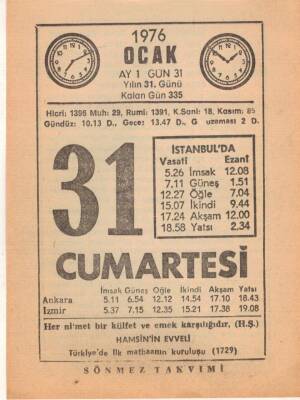 1976
OCAK
AY 1 GÜN 31
Yılın 31. Günü
Kalan Gün 335
Hicri: 1396 Muh: 29, Rumi: 1391, K.Sani: 18, Kasım: 85
Gündüz: 10.13 D., Gece: 13.47 D., G uzaması 2 D.
31
İSTANBUL'DA
Vasati Ezanî
5.26 İmsak 12.08
7.11 Güneş 1.51
12.27 Öğle 7.04
15.07 İkindi 9.44
17.24 Akşam 12.00
18.58 Yatsı 2.34
CUMARTESİ
İmsak Güneş Öğle İkindi Akşam Yatsı
Ankara 5.11 6.54 12.12 14.54 17.10 18.43
İzmir 5.37 7.15 12.35 15.21 17.38 19.08
Her ni'met bir külfet ve emek karşılığıdır, (H.Ş.)
HAMSİN'İN EVVELİ
Türkiye'de ilk matbaanın kuruluşu (1729)
SÖNMEZ TAKVİMİ